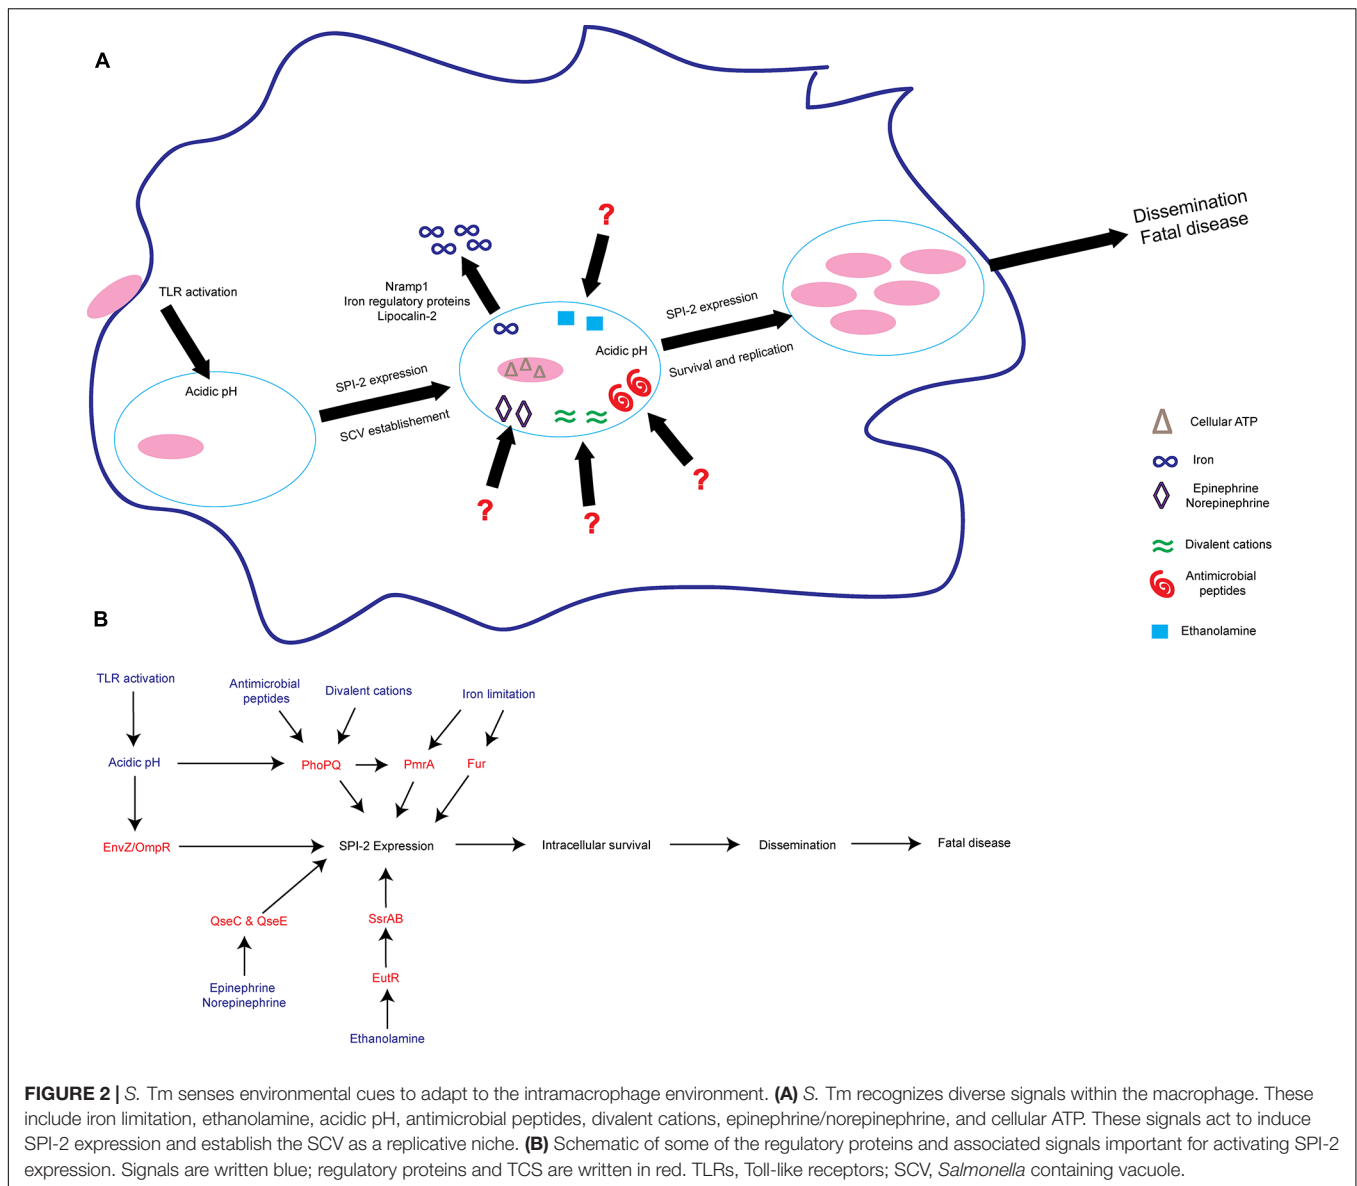 A
Dissemination
Fatal disease
?
TLR activation
Nramp1
Iron regulatory proteins
Lipocalin-2
SPI-2 expression
Acidic pH
Survival and replication
Acidic pH
SPI-2 expression
SCV establishement
?
?
?
Cellular ATP
Iron
Epinephrine
Norepinephrine
Divalent cations
Antimicrobial
peptides
Ethanolamine
B
TLR activation
Antimicrobial
peptides
Divalent cations
Iron limitation
Acidic pH
PhoPQ
PmrA
Fur
EnvZ/OmpR
SPI-2 Expression
Intracellular survival
Dissemination
Fatal disease
QseC & QseE
SsrAB
EutR
Epinephrine
Norepinephrine
Ethanolamine
FIGURE 2 | S. Tm senses environmental cues to adapt to the intramacrophage environment. (A) S. Tm recognizes diverse signals within the macrophage. These
include iron limitation, ethanolamine, acidic pH, antimicrobial peptides, divalent cations, epinephrine/norepinephrine, and cellular ATP. These signals act to induce
SPI-2 expression and establish the SCV as a replicative niche. (B) Schematic of some of the regulatory proteins and associated signals important for activating SPI-2
expression. Signals are written blue; regulatory proteins and TCS are written in red. TLRs, Toll-like receptors; SCV, Salmonella containing vacuole.